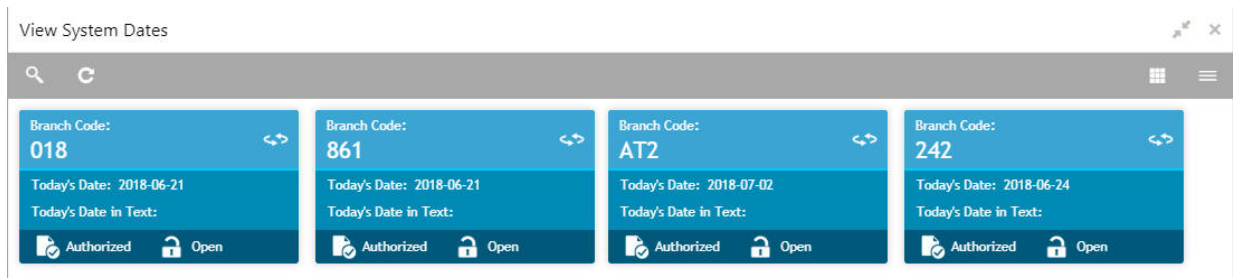 View System Dates
Branch Code:
018
Today's Date: 2018-06-21
Today's Date in Text:
Authorized Open
Branch Code:
861
Today's Date: 2018-06-21
Today's Date in Text:
Authorized Open
Branch Code:
AT2
Today's Date: 2018-07-02
Today's Date in Text:
Authorized Open
Branch Code:
242
Today's Date: 2018-06-24
Today's Date in Text:
Authorized Open